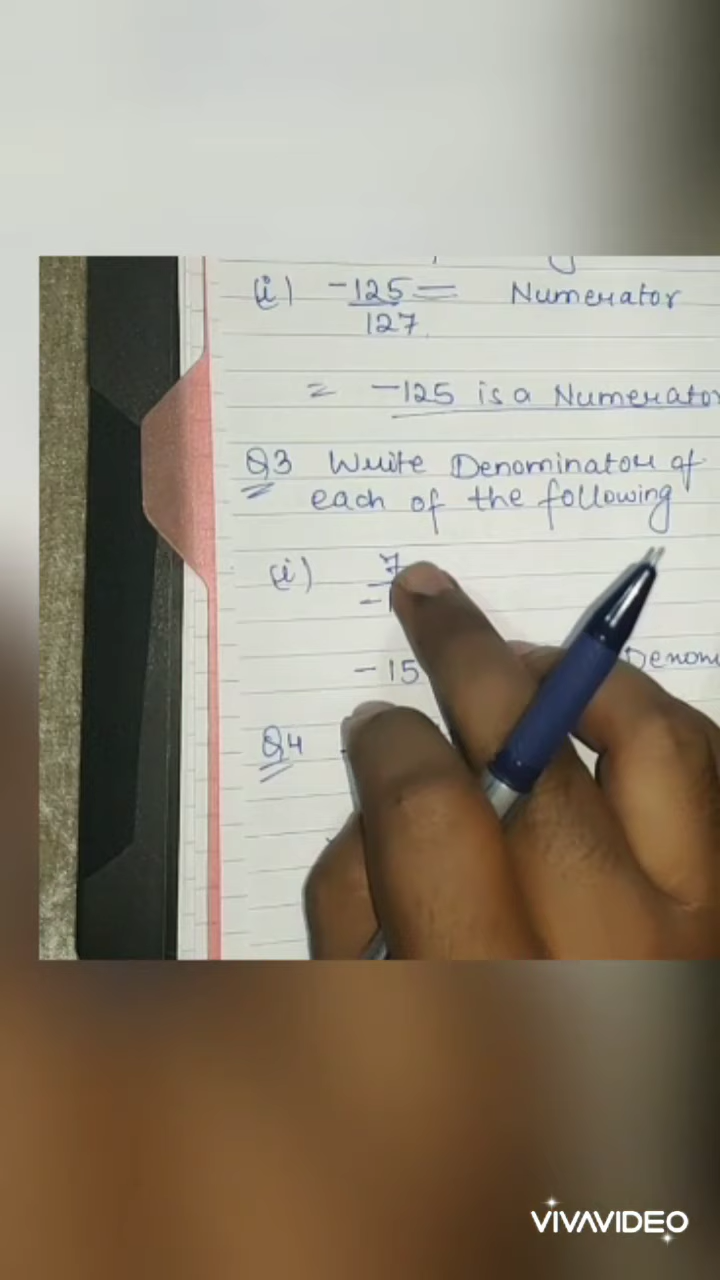 (i) -125 = Numerator
127
= -125 is a Numerator
Q3 Write Denominator of
each of the following
(i) 7
-15
Q4
VIVAVIDEO